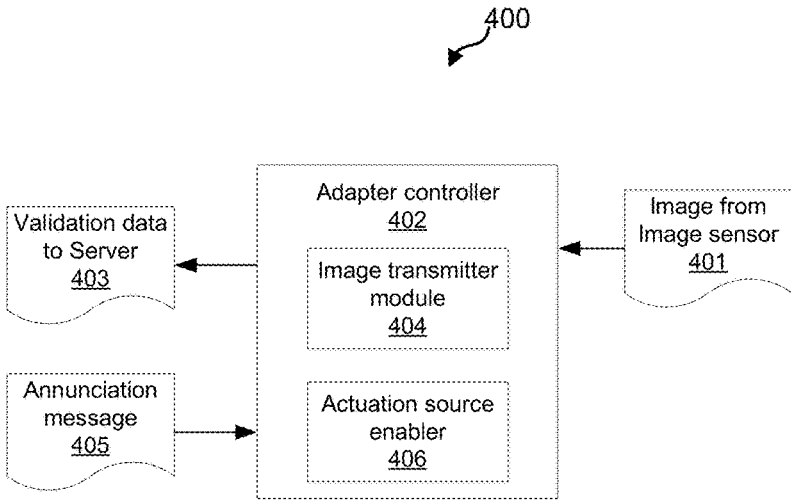 400
Validation data
to Server
403
Annunciation
message
405
Adapter controller
402
Image transmitter
module
404
Actuation source
enabler
406
Image from
Image sensor
401